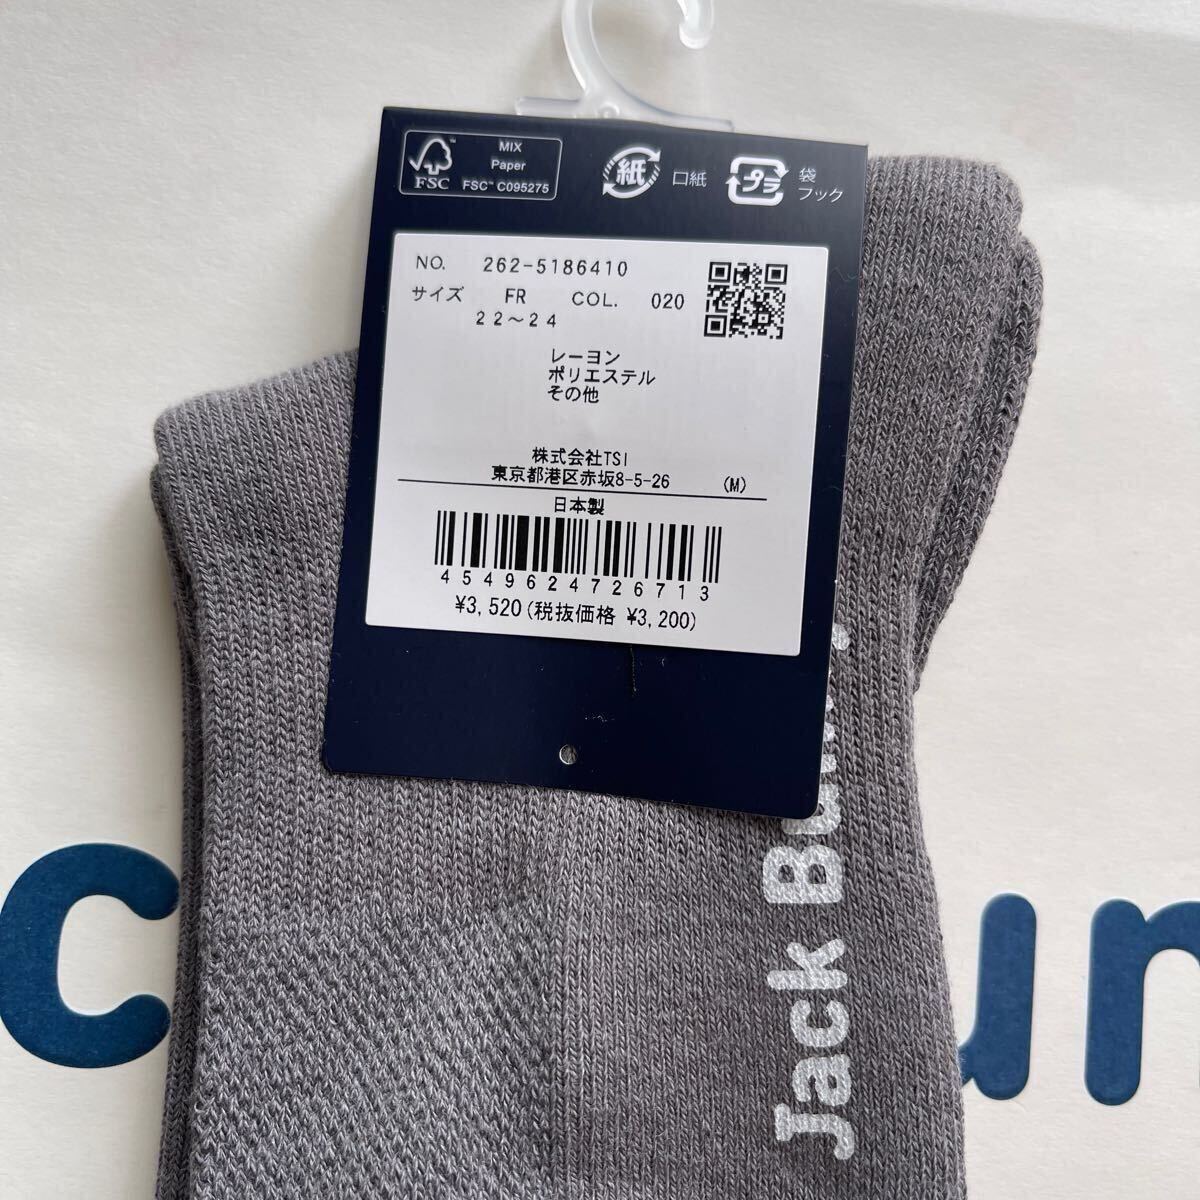 MIX
Paper
FSC™ C095275
FSC™
紙
口紙
プラ
袋
フック
NO. 262-5186410
サイズ FR COL. 020
22～24
レーヨン
ポリエステル
その他
株式会社TSI
東京都港区赤坂8-5-26 (M)
日本製
4549624726713
¥3,520(税抜価格 ¥3,200)
Jack